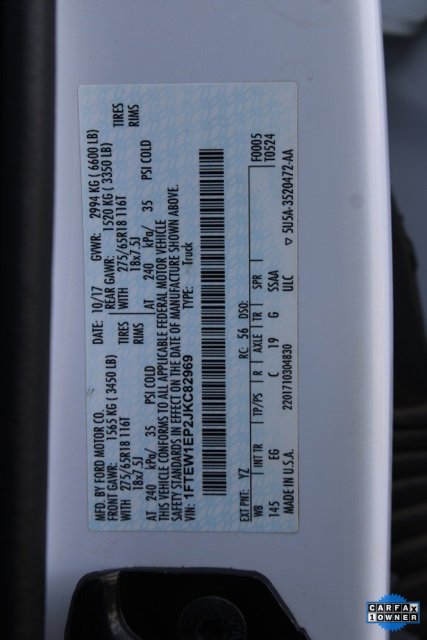 MFD. BY FORD MOTOR CO.
DATE: 10/17 GVWR: 2994 KG ( 6600 LB)
FRONT GAWR: 1565 KG ( 3450 LB) REAR GAWR: 1520 KG ( 3350 LB)
WITH 275/65R18 116T TIRES WITH 275/65R18 116T TIRES
18x7.5J RIMS 18x7.5J RIMS
AT 240 kPa/ 35 PSI COLD AT 240 kPa/ 35 PSI COLD
THIS VEHICLE CONFORMS TO ALL APPLICABLE FEDERAL MOTOR VEHICLE
SAFETY STANDARDS IN EFFECT ON THE DATE OF MANUFACTURE SHOWN ABOVE.
VIN: 1FTEW1EP2JKC82969 TYPE: Truck
EXT PNT: YZ RC: 56 DSO: F0005
WB INT TR TP/PS R AXLE TR SPR T0524
145 EG C 19 G SSAA
2201710304830 ULC
MADE IN U.S.A. 5U5A-3520472-AA
CARFAX
1 OWNER